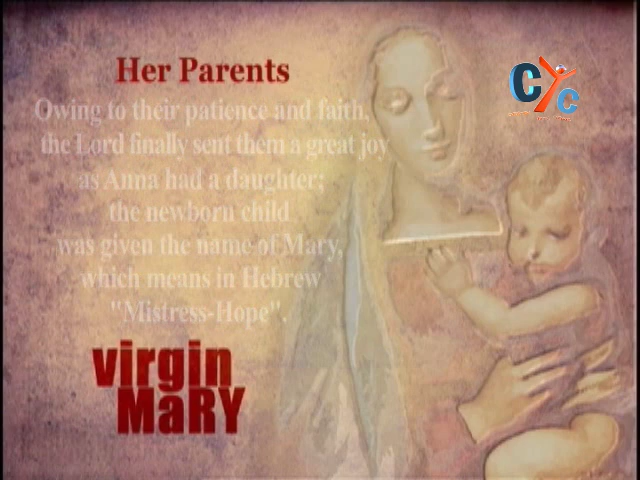 Her Parents
CYC
Owing to their patience and faith,
the Lord finally sent them a great joy
as Anna had a daughter;
the newborn child
was given the name of Mary,
which means in Hebrew
"Mistress-Hope".
virgin
MaRY